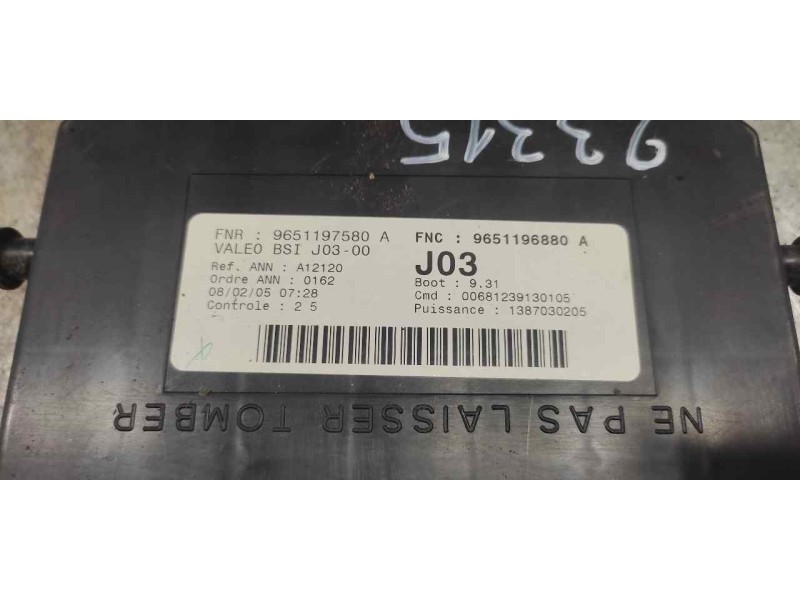 93315
FNR : 9651197580 A
VALEO BSI J03-00
Ref. ANN : A12120
Ordre ANN : 0162
08/02/05 07:28
Controle : 2 5
FNC : 9651196880 A
J03
Boot : 9.31
Cmd : 00681239130105
Puissance : 1387030205
NE PAS LAISSER TOMBER